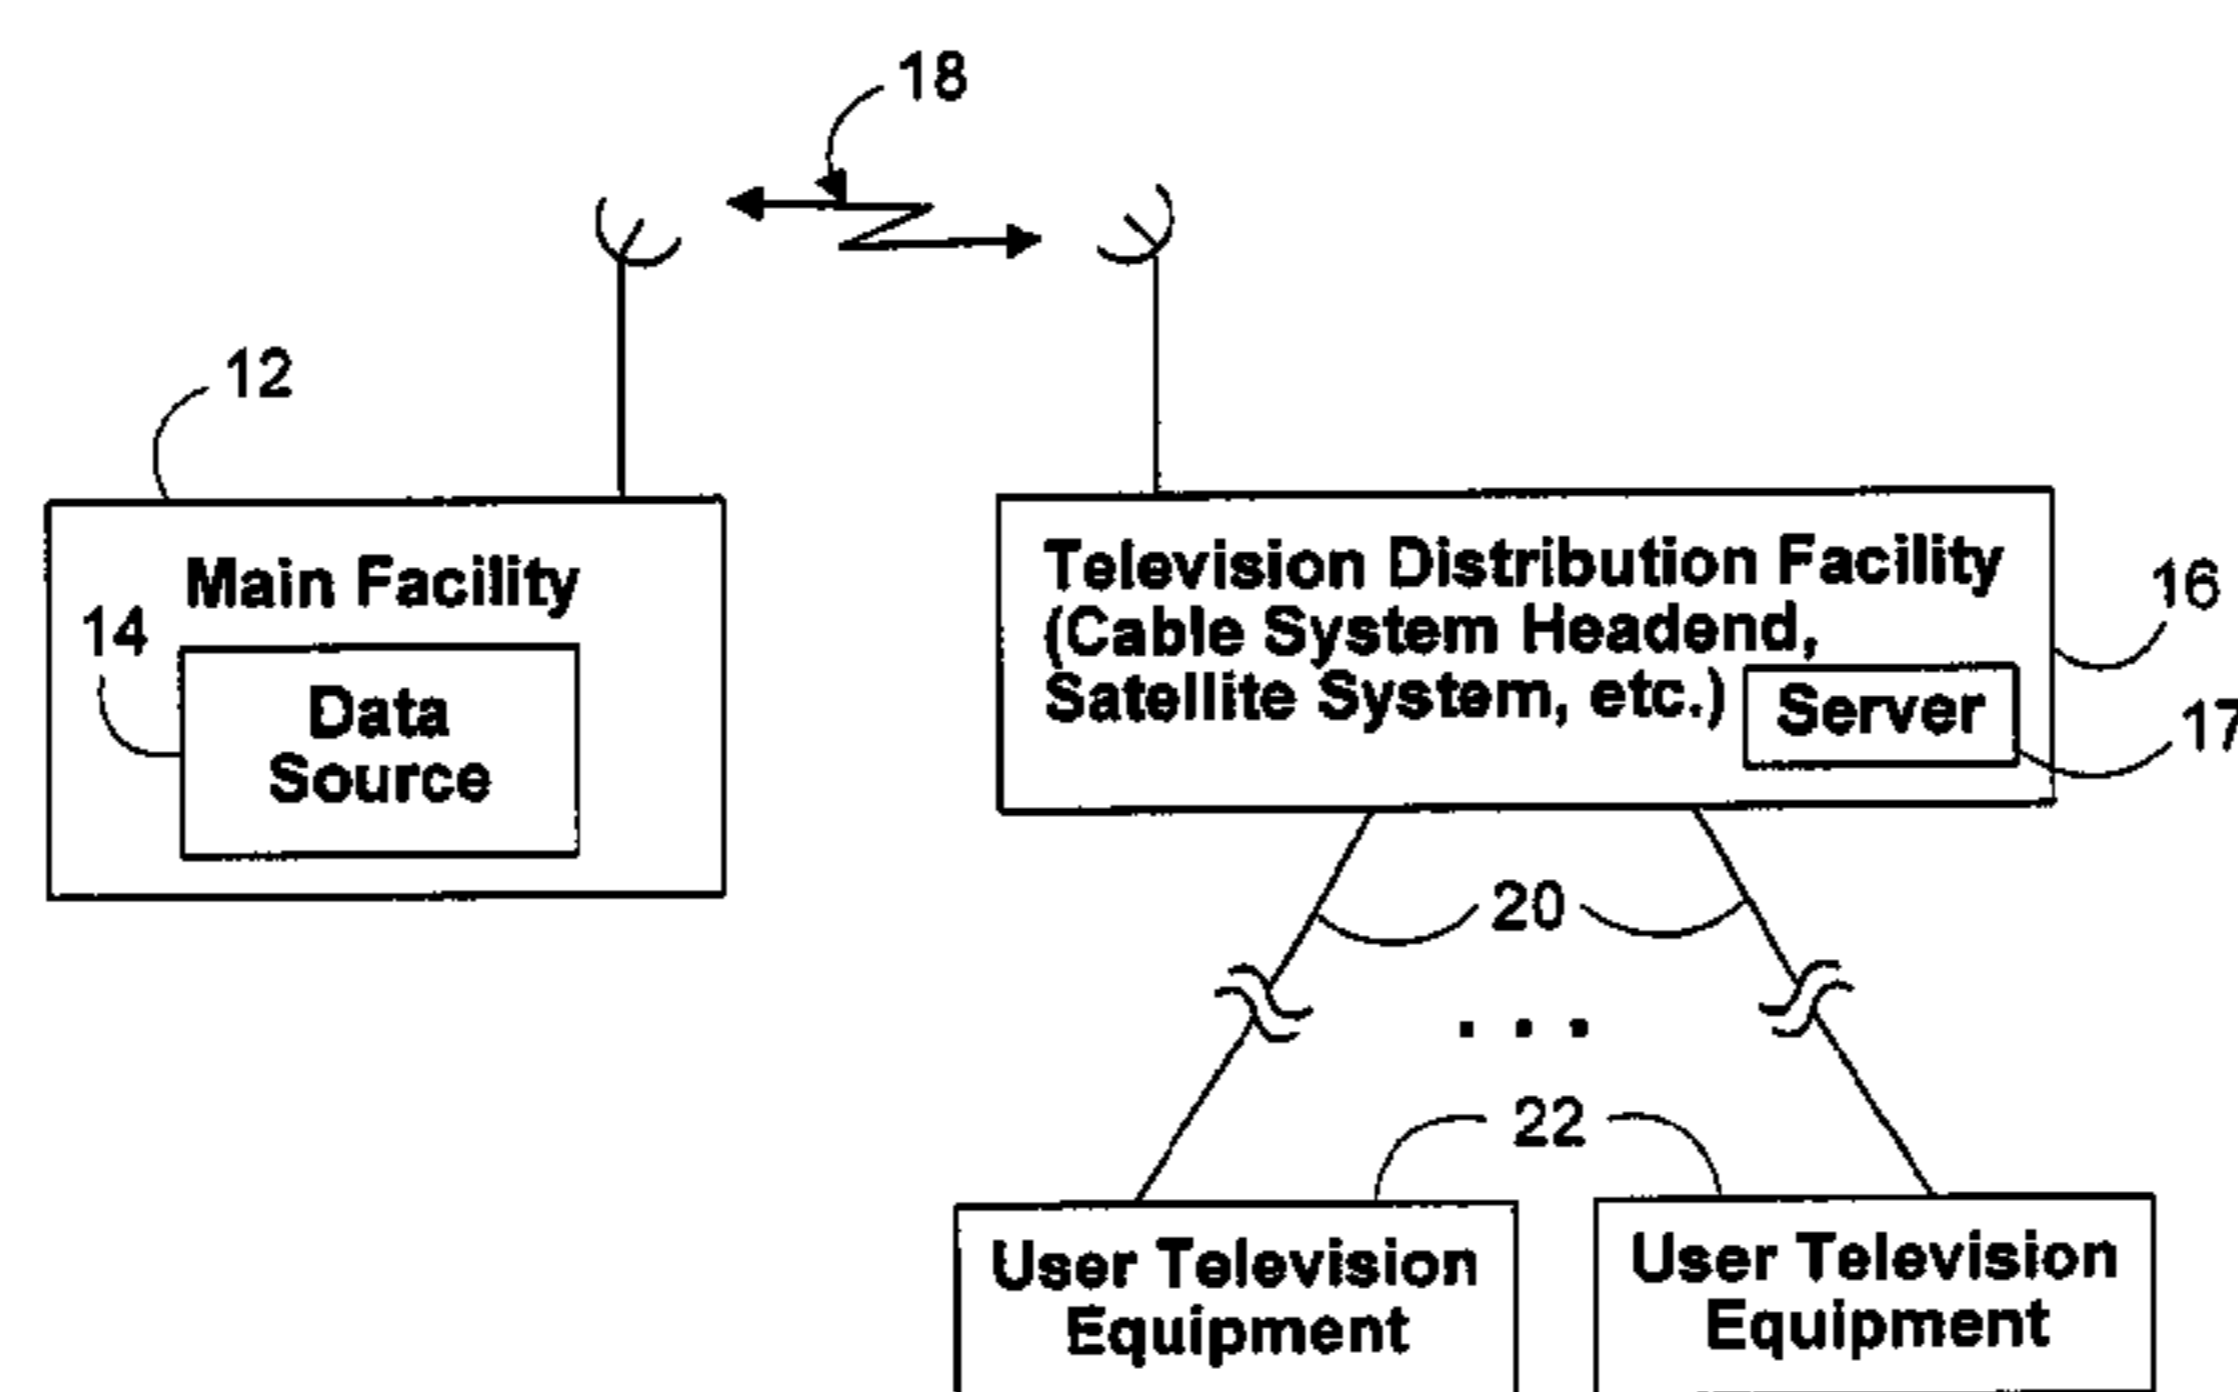 18
12
Main Facility
14
Data
Source
Television Distribution Facility
(Cable System Headend,
Satellite System, etc.)
Server
16
17
20
. . .
22
User Television
Equipment
User Television
Equipment